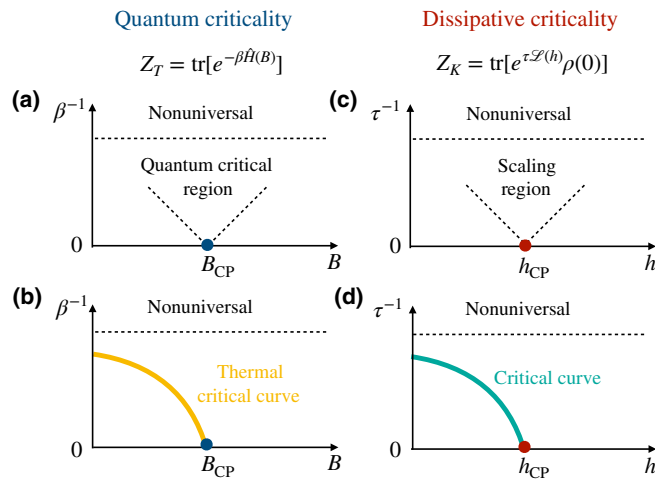 Quantum criticality
Dissipative criticality
Z_T = tr[e^{-βĤ(B)}]
Z_K = tr[e^{τℒ(h)}ρ(0)]
(a)
β⁻¹
Nonuniversal
Quantum critical
region
0
B_CP
B
(c)
τ⁻¹
Nonuniversal
Scaling
region
0
h_CP
h
(b)
β⁻¹
Nonuniversal
Thermal
critical curve
0
B_CP
B
(d)
τ⁻¹
Nonuniversal
Critical curve
0
h_CP
h